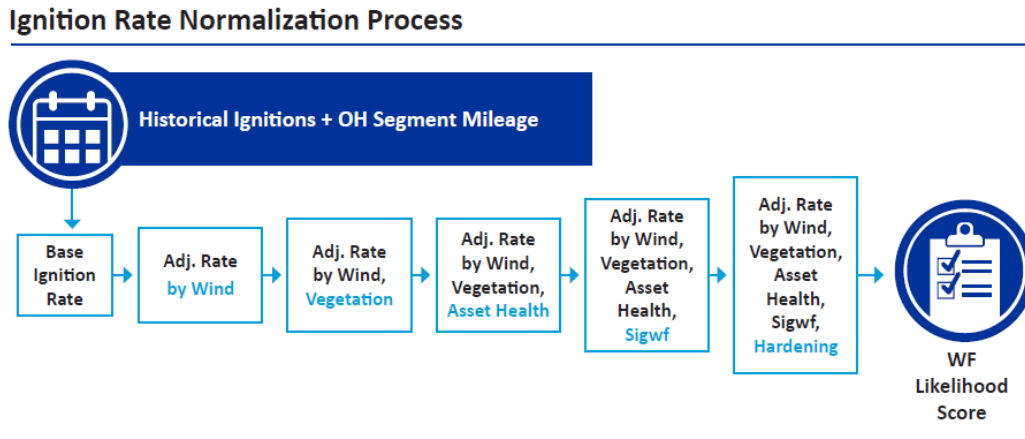 Ignition Rate Normalization Process
Historical Ignitions + OH Segment Mileage
Base
Ignition
Rate
Adj. Rate
by Wind
Adj. Rate
by Wind,
Vegetation
Adj. Rate
by Wind,
Vegetation,
Asset Health
Adj. Rate
by Wind,
Vegetation,
Asset
Health,
Sigwf
Adj. Rate
by Wind,
Vegetation,
Asset
Health,
Sigwf,
Hardening
WF
Likelihood
Score